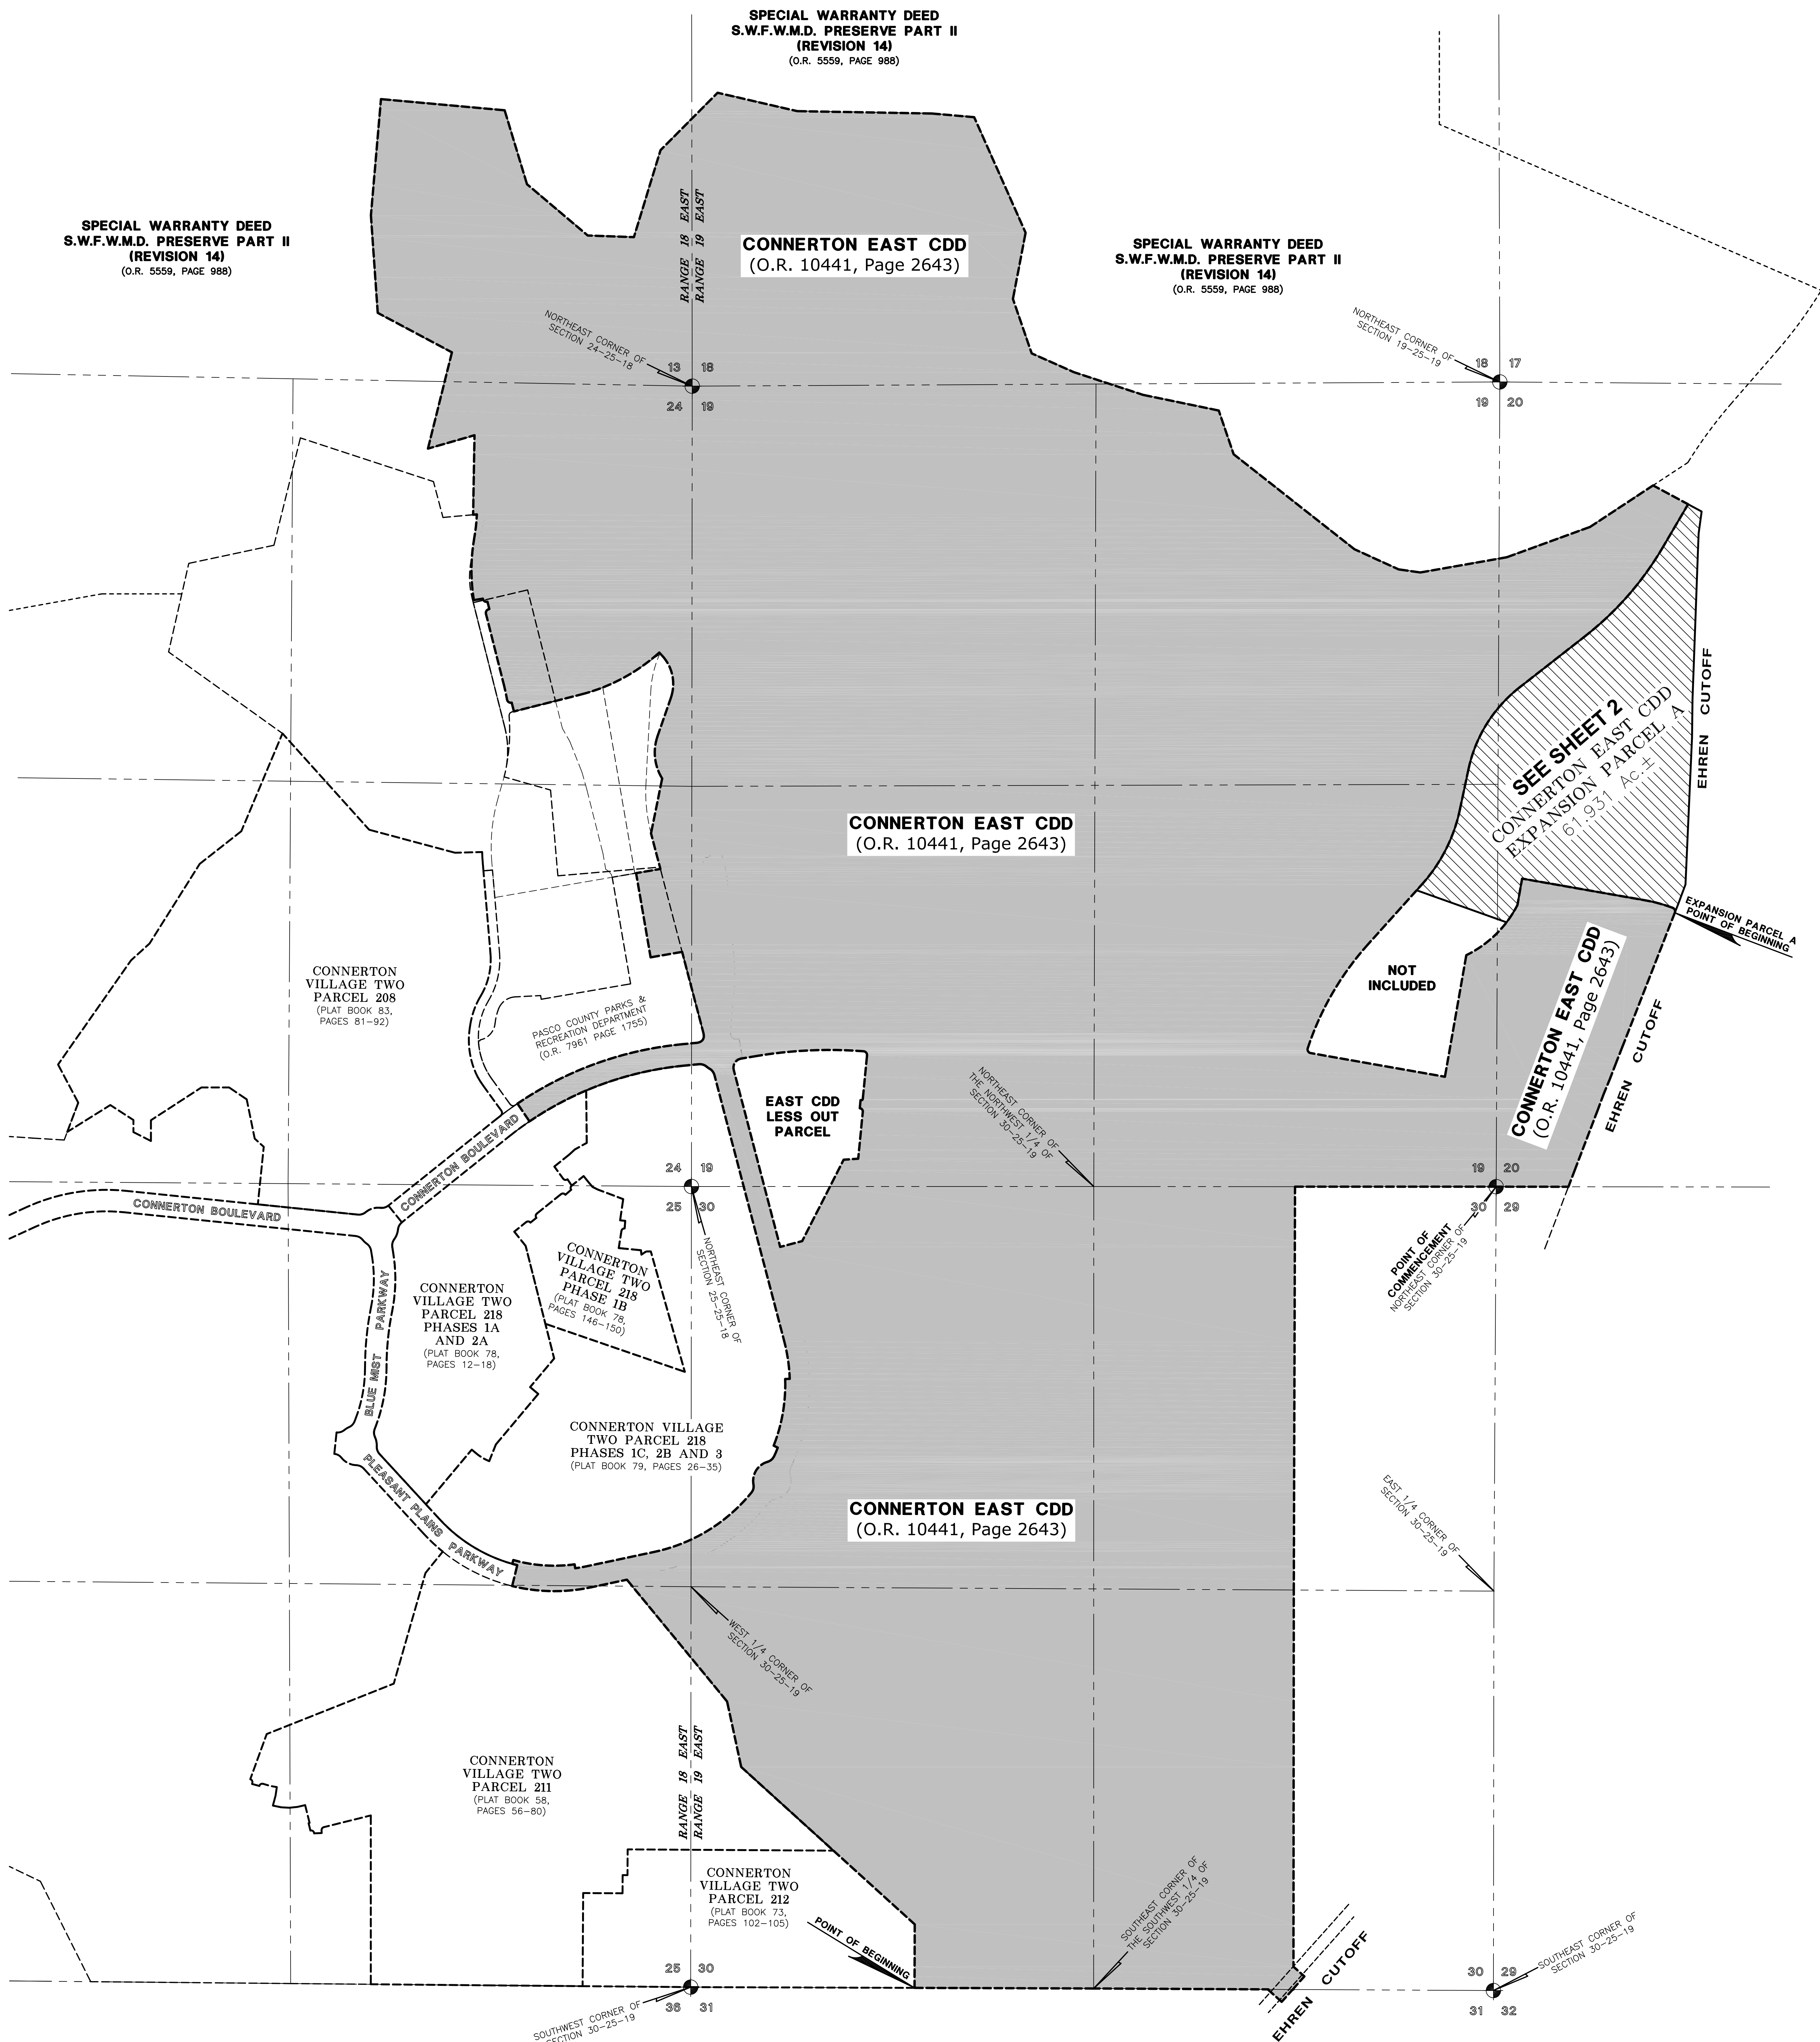 SPECIAL WARRANTY DEED
S.W.F.W.M.D. PRESERVE PART II
(REVISION 14)
(O.R. 5559, PAGE 988)
SPECIAL WARRANTY DEED
S.W.F.W.M.D. PRESERVE PART II
(REVISION 14)
(O.R. 5559, PAGE 988)
RANGE 18 EAST
RANGE 19 EAST
CONNERTON EAST CDD
(O.R. 10441, Page 2643)
SPECIAL WARRANTY DEED
S.W.F.W.M.D. PRESERVE PART II
(REVISION 14)
(O.R. 5559, PAGE 988)
NORTHEAST CORNER OF
SECTION 24-25-18
13 18
24 19
NORTHEAST CORNER OF
SECTION 19-25-19
18 17
19 20
SEE SHEET 2
CONNERTON EAST CDD
EXPANSION PARCEL A
61.931 Ac.±
EHREN CUTOFF
CONNERTON EAST CDD
(O.R. 10441, Page 2643)
EXPANSION PARCEL A
POINT OF BEGINNING
NOT
INCLUDED
CONNERTON EAST CDD
(O.R. 10441, Page 2643)
EHREN CUTOFF
CONNERTON
VILLAGE TWO
PARCEL 208
(PLAT BOOK 83,
PAGES 81-92)
PASCO COUNTY PARKS &
RECREATION DEPARTMENT
(O.R. 7961 PAGE 1755)
EAST CDD
LESS OUT
PARCEL
NORTHEAST CORNER OF
THE NORTHWEST 1/4 OF
SECTION 30-25-19
CONNERTON BOULEVARD
CONNERTON BOULEVARD
24 19
25 30
NORTHEAST CORNER OF
SECTION 25-25-18
19 20
30 29
POINT OF
COMMENCEMENT
NORTHEAST CORNER OF
SECTION 30-25-19
BLUE MIST PARKWAY
CONNERTON
VILLAGE TWO
PARCEL 218
PHASES 1A
AND 2A
(PLAT BOOK 78,
PAGES 12-18)
CONNERTON
VILLAGE TWO
PARCEL 218
PHASE 1B
(PLAT BOOK 78,
PAGES 146-150)
CONNERTON VILLAGE
TWO PARCEL 218
PHASES 1C, 2B AND 3
(PLAT BOOK 79, PAGES 26-35)
PLEASANT PLAINS PARKWAY
CONNERTON EAST CDD
(O.R. 10441, Page 2643)
EAST 1/4 CORNER OF
SECTION 30-25-19
WEST 1/4 CORNER OF
SECTION 30-25-19
RANGE 18 EAST
RANGE 19 EAST
CONNERTON
VILLAGE TWO
PARCEL 211
(PLAT BOOK 58,
PAGES 56-80)
CONNERTON
VILLAGE TWO
PARCEL 212
(PLAT BOOK 73,
PAGES 102-105)
POINT OF BEGINNING
SOUTHEAST CORNER OF
THE SOUTHWEST 1/4 OF
SECTION 30-25-19
EHREN CUTOFF
25 30
36 31
SOUTHWEST CORNER OF
SECTION 30-25-19
30 29
31 32
SOUTHEAST CORNER OF
SECTION 30-25-19